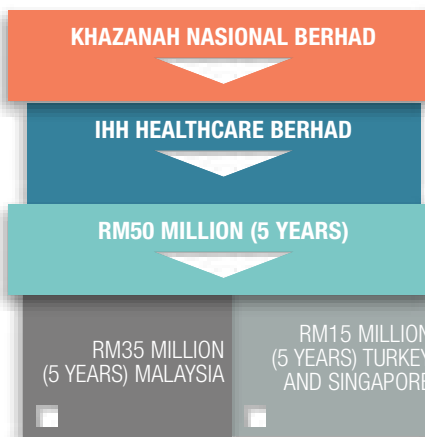 KHAZANAH NASIONAL BERHAD
IHH HEALTHCARE BERHAD
RM50 MILLION (5 YEARS)
RM35 MILLION
(5 YEARS) MALAYSIA
RM15 MILLION
(5 YEARS) TURKEY
AND SINGAPORE